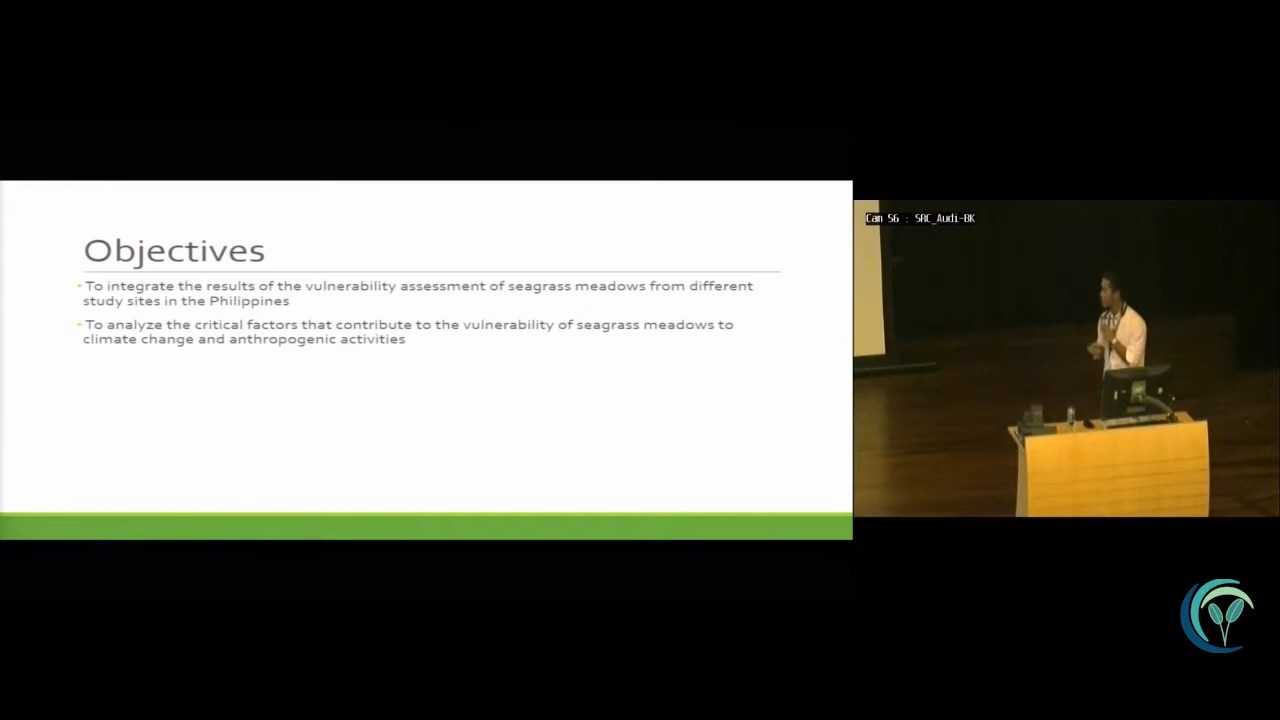 Objectives
•To integrate the results of the vulnerability assessment of seagrass meadows from different
study sites in the Philippines
•To analyze the critical factors that contribute to the vulnerability of seagrass meadows to
climate change and anthropogenic activities
Cam 56 : SRC_Audi-BK